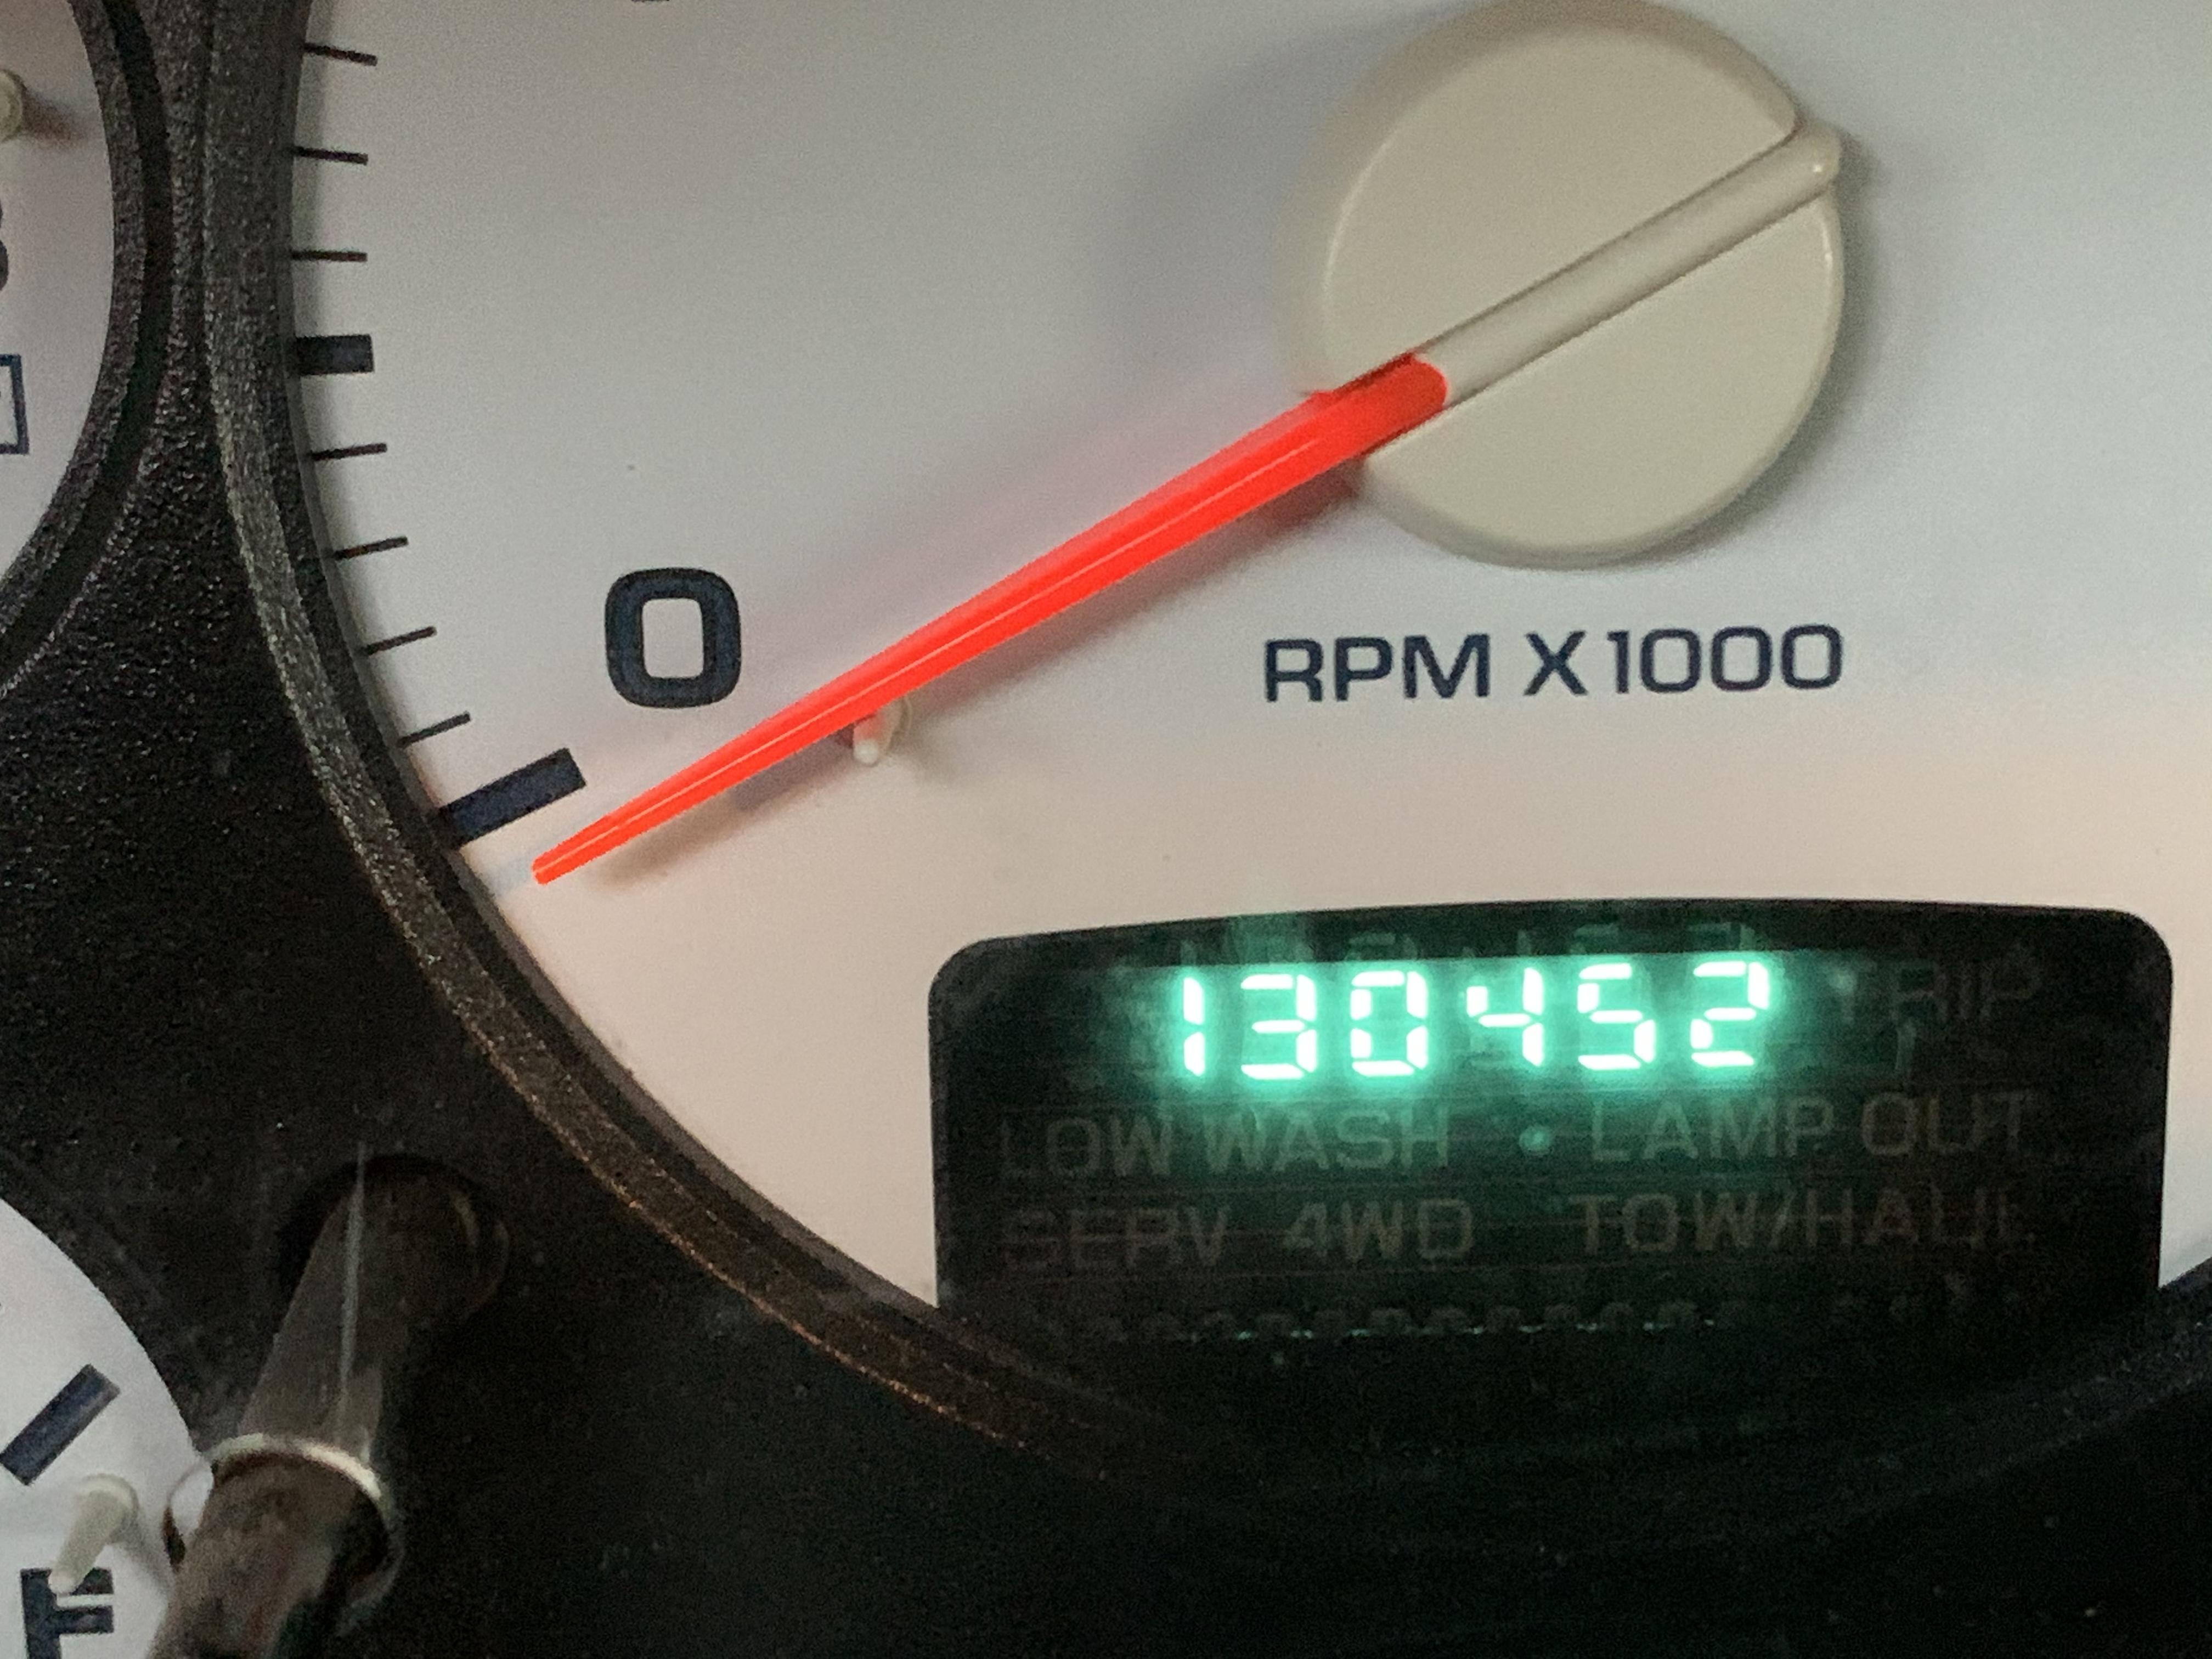 0
RPM X1000
130452 TRIP
LOW WASH LAMP OUT
SERV 4WD TOW/HAUL
F